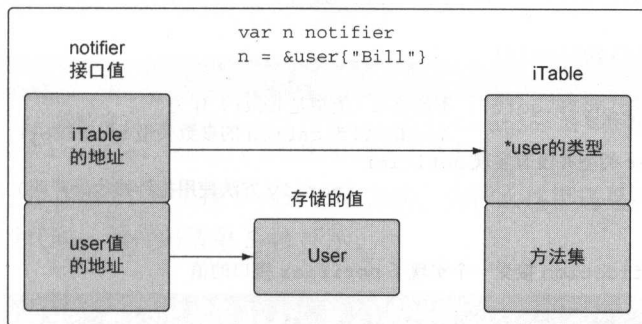 var n notifier
n = &user{"Bill"}
notifier
接口值
iTable
iTable
的地址
*user的类型
存储的值
user值
的地址
User
方法集